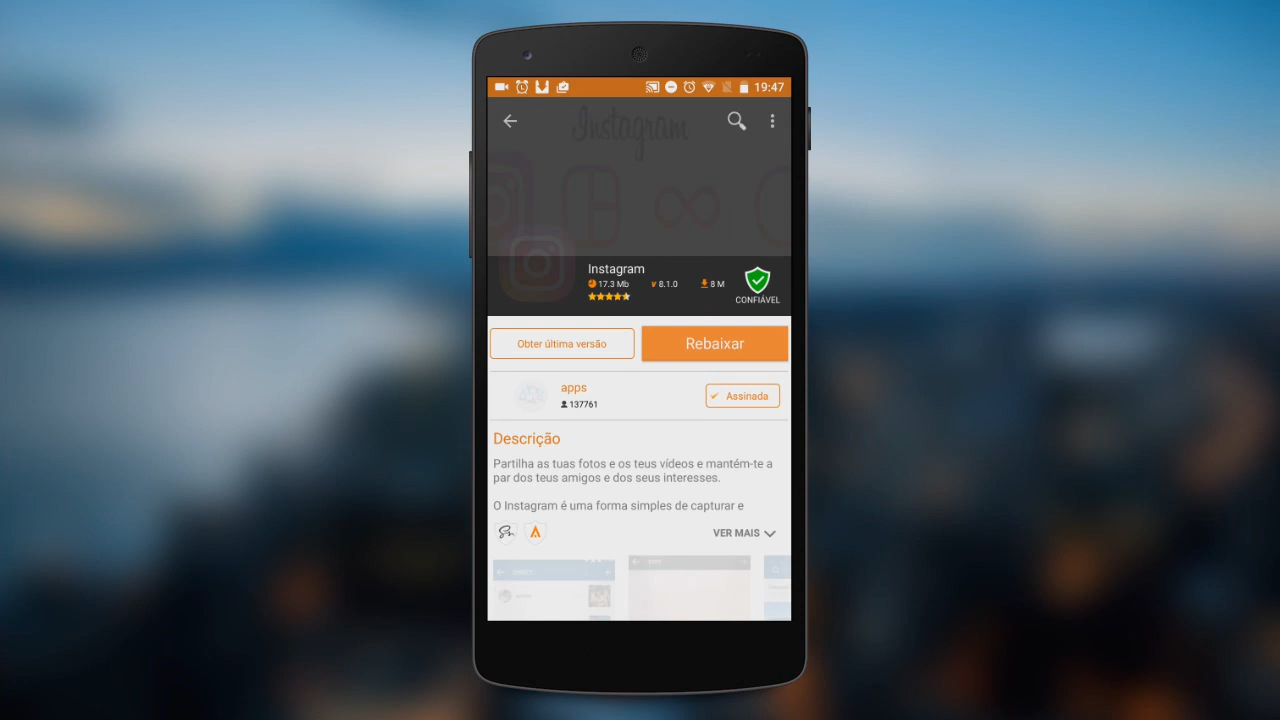 19:47
Instagram
Instagram
17.3 Mb v 8.1.0 8 M
CONFIÁVEL
Obter última versão
Rebaixar
apps
137761
Assinada
Descrição
Partilha as tuas fotos e os teus vídeos e mantém-te a
par dos teus amigos e dos seus interesses.
O Instagram é uma forma simples de capturar e
VER MAIS